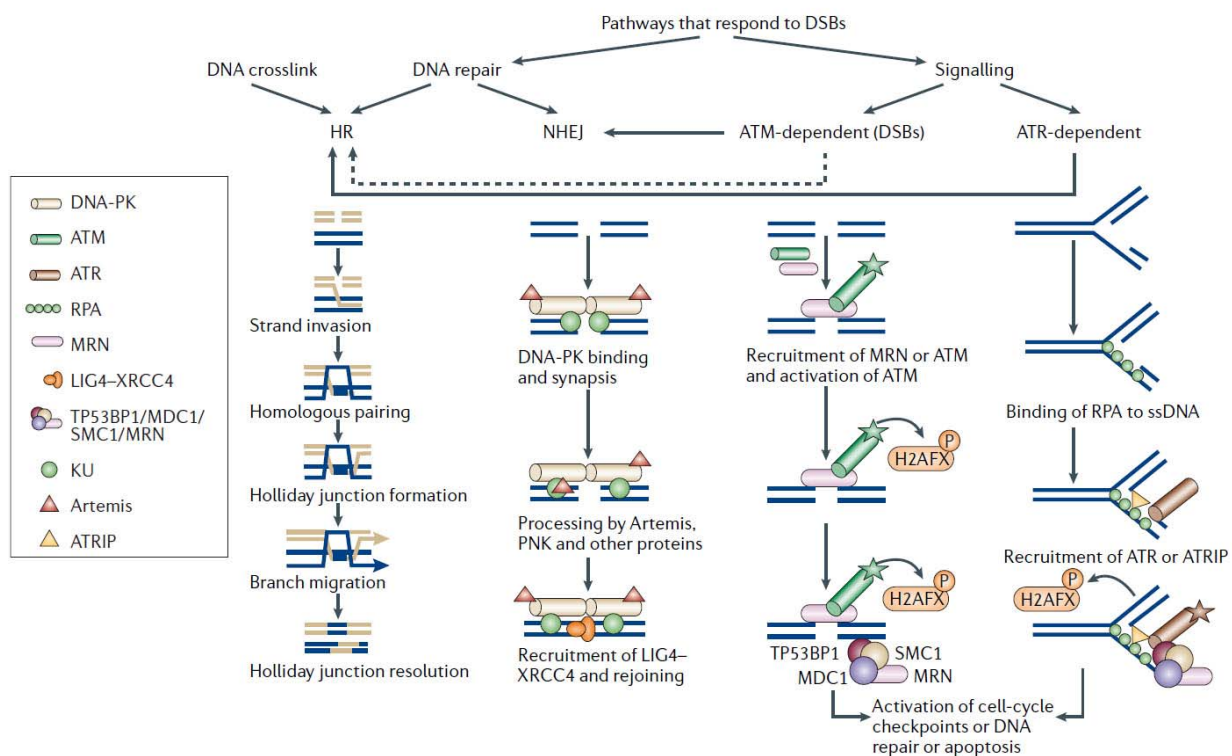 Pathways that respond to DSBs
DNA crosslink
DNA repair
Signalling
HR
NHEJ
ATM-dependent (DSBs)
ATR-dependent
DNA-PK
ATM
ATR
RPA
MRN
LIG4–XRCC4
TP53BP1/MDC1/
SMC1/MRN
KU
Artemis
ATRIP
Strand invasion
Homologous pairing
Holliday junction formation
Branch migration
Holliday junction resolution
DNA-PK binding
and synapsis
Processing by Artemis,
PNK and other proteins
Recruitment of LIG4–
XRCC4 and rejoining
Recruitment of MRN or ATM
and activation of ATM
P
H2AFX
P
H2AFX
TP53BP1
SMC1
MDC1
MRN
Binding of RPA to ssDNA
Recruitment of ATR or ATRIP
P
H2AFX
Activation of cell-cycle
checkpoints or DNA
repair or apoptosis